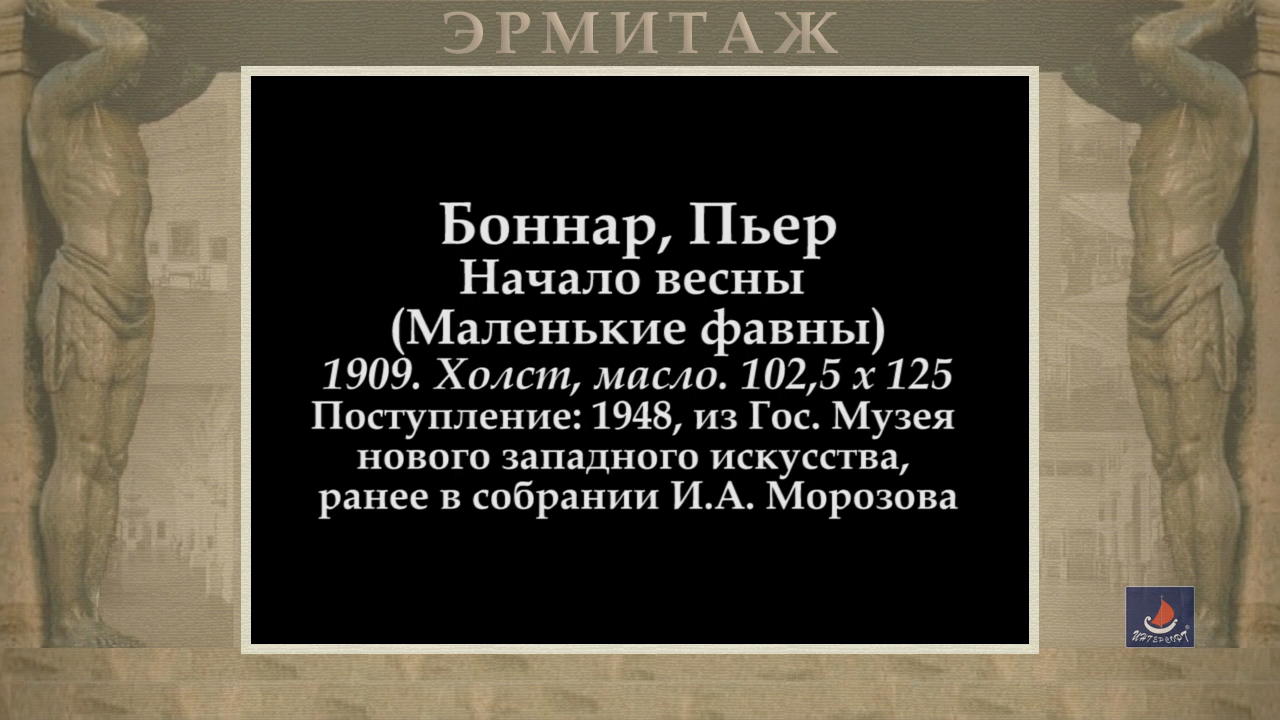 ЭРМИТАЖ
Боннар, Пьер
Начало весны
(Маленькие фавны)
1909. Холст, масло. 102,5 х 125
Поступление: 1948, из Гос. Музея
нового западного искусства,
ранее в собрании И.А. Морозова
ИНТЕРСОФТ